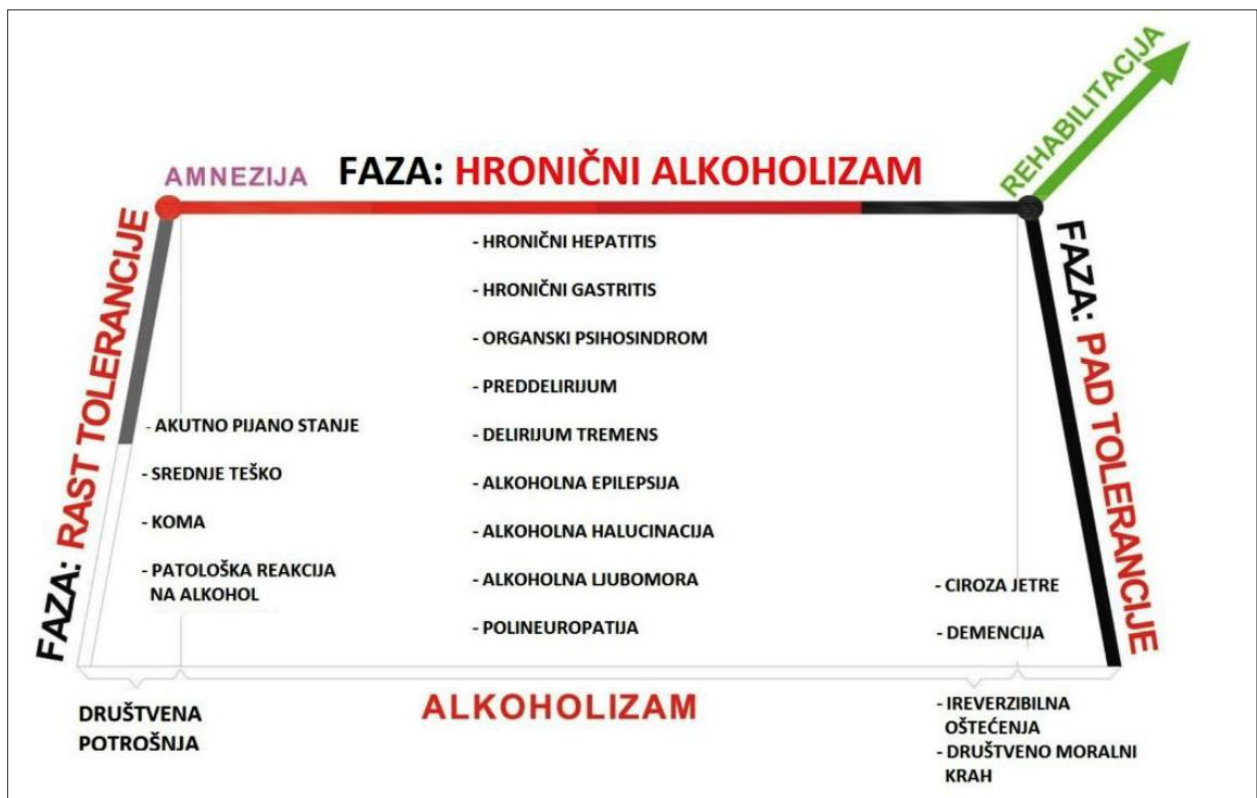 REHABILITACIJA
AMNEZIJA
FAZA: HRONIČNI ALKOHOLIZAM
FAZA: RAST TOLERANCIJE
- AKUTNO PIJANO STANJE
- SREDNJE TEŠKO
- KOMA
- PATOLOŠKA REAKCIJA
NA ALKOHOL
- HRONIČNI HEPATITIS
- HRONIČNI GASTRITIS
- ORGANSKI PSIHOSINDROM
- PREDDELIRIJUM
- DELIRIJUM TREMENS
- ALKOHOLNA EPILEPSIJA
- ALKOHOLNA HALUCINACIJA
- ALKOHOLNA LJUBOMORA
- POLINEUROPATIJA
FAZA: PAD TOLERANCIJE
- CIROZA JETRE
- DEMENCIJA
DRUŠTVENA
POTROŠNJA
ALKOHOLIZAM
- IREVERZIBILNA
OŠTEĆENJA
- DRUŠTVENO MORALNI
KRAH